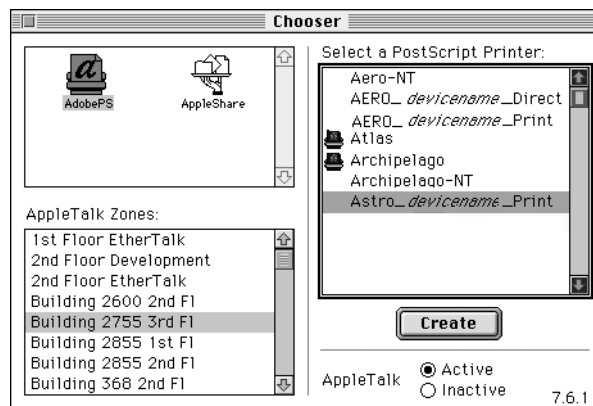 Chooser
AdobePS
AppleShare
AppleTalk Zones:
1st Floor EtherTalk
2nd Floor Development
2nd Floor EtherTalk
Building 2600 2nd Fl
Building 2755 3rd Fl
Building 2855 1st Fl
Building 2855 2nd Fl
Building 368 2nd Fl
Select a PostScript Printer:
Aero-NT
AERO_devicename_Direct
AERO_devicename_Print
Atlas
Archipelago
Archipelago-NT
Astro_devicename_Print
Create
AppleTalk
Active
Inactive
7.6.1